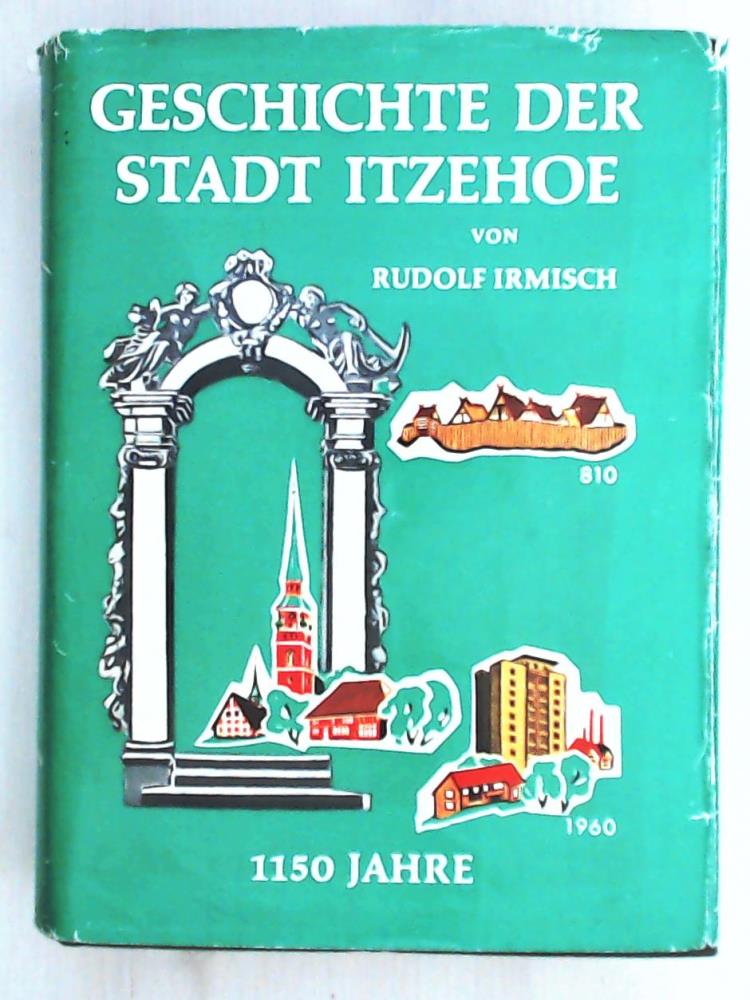 GESCHICHTE DER
STADT ITZEHOE
VON
RUDOLF IRMISCH
810
1960
1150 JAHRE